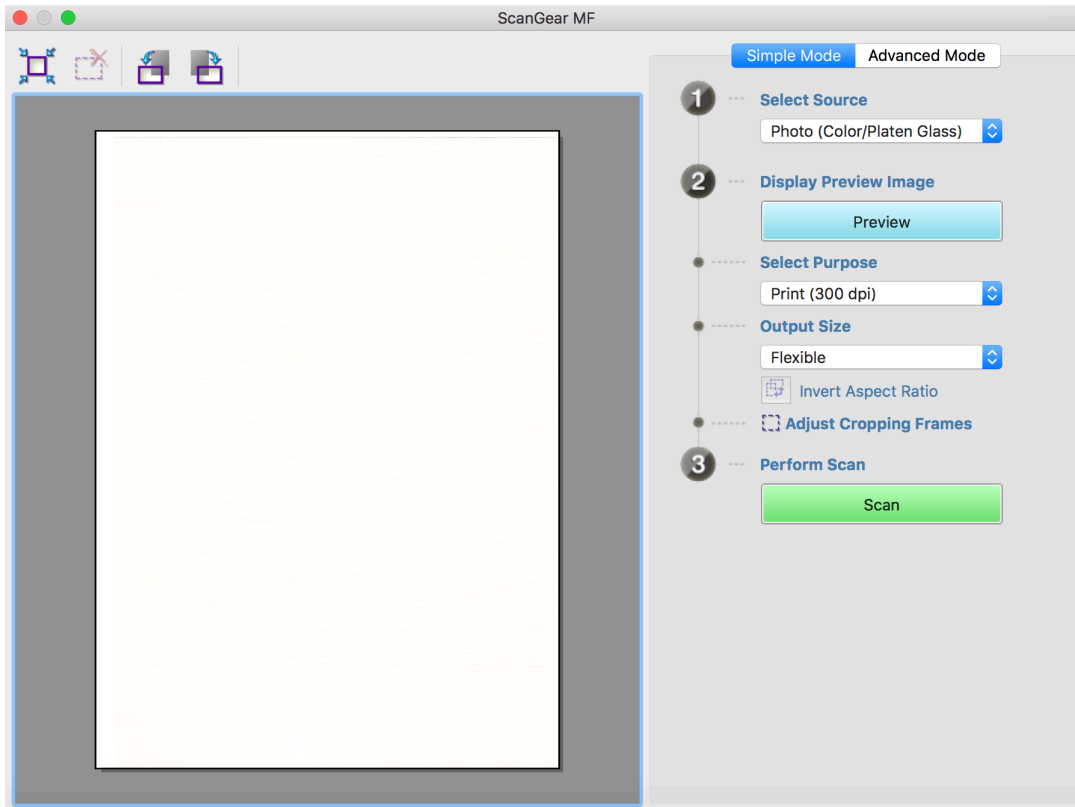 ScanGear MF
Simple Mode Advanced Mode
1 Select Source
Photo (Color/Platen Glass)
2 Display Preview Image
Preview
Select Purpose
Print (300 dpi)
Output Size
Flexible
Invert Aspect Ratio
Adjust Cropping Frames
3 Perform Scan
Scan